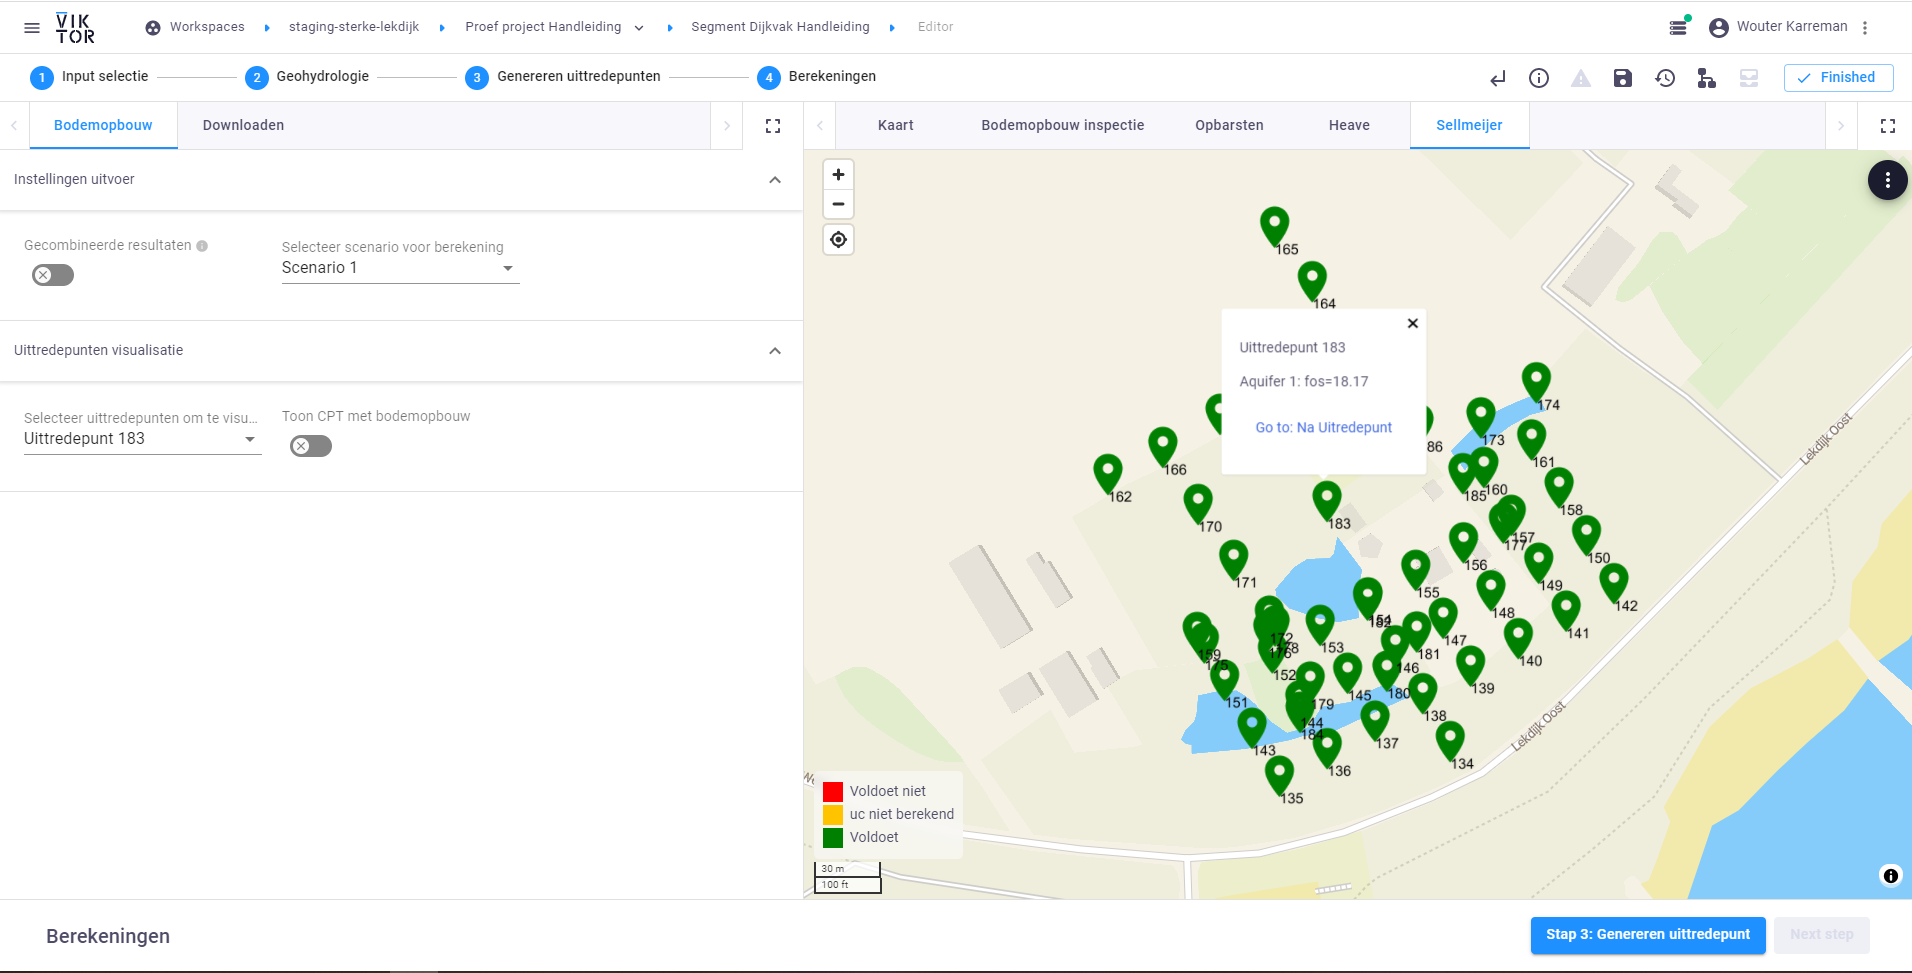 VIK
TOR
Workspaces
staging-sterke-lekdijk
Proef project Handleiding
Segment Dijkvak Handleiding
Editor
Wouter Karreman
1 Input selectie
2 Geohydrologie
3 Genereren uittredepunten
4 Berekeningen
Finished
Bodemopbouw
Downloaden
Kaart
Bodemopbouw inspectie
Opbarsten
Heave
Sellmeijer
Instellingen uitvoer
Gecombineerde resultaten
Selecteer scenario voor berekening
Scenario 1
Uittredepunten visualisatie
Selecteer uittredepunten om te visu...
Uittredepunt 183
Toon CPT met bodemopbouw
165
164
Uittredepunt 183
Aquifer 1: fos=18.17
Go to: Na Uitredepunt
174
173
86
161
166
162
160
185
158
170
183
157
177
150
156
149
171
155
142
148
141
154
182
147
172
178
176
153
181
140
159
175
146
152
139
145
180
151
179
138
144
184
137
143
134
136
135
Lekdijk Oost
Lekdijk Oost
Voldoet niet
uc niet berekend
Voldoet
30 m
100 ft
Berekeningen
Stap 3: Genereren uittredepunt
Next step